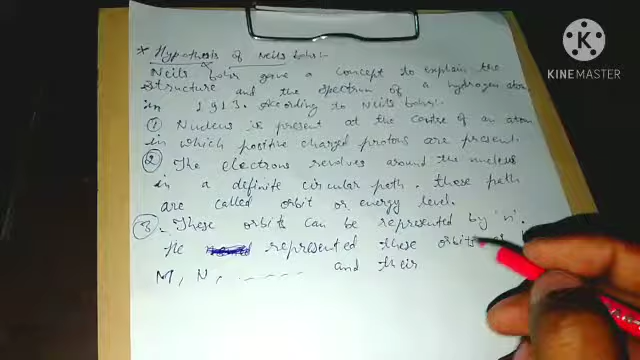 * Hypothesis of Neils bohr:-
Neils bohr gave a concept to explain the
structure and the spectrum of a hydrogen atom
in 1913. According to Neils bohr:-
① Nucleus is present at the centre of an atom
in which positive charged protons are present.
② The electrons revolves around the nucleus
in a definite circular path. These path
are called orbit or energy level.
③ These orbits can be represented by 'n'.
He represented these orbits
M, N, ------- and their
K
KINEMASTER